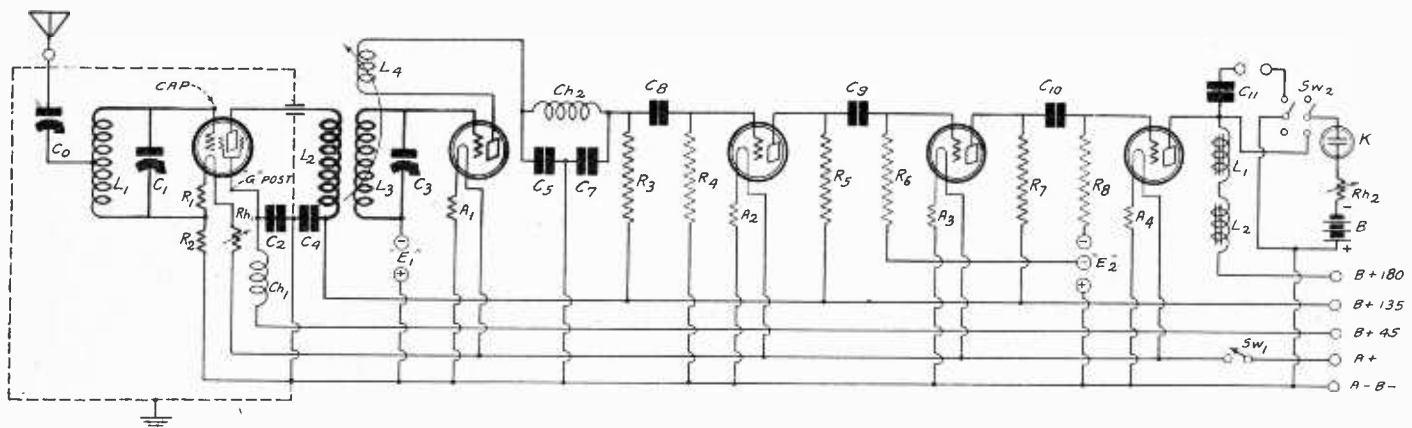 CAP
C0
L1
C1
R1
R2
"G" POST
Rh1
C2
C4
Ch1
L2
L3
L4
C3
"E1"
−
+
A1
Ch2
C5
C7
R3
C8
R4
A2
R5
C9
R6
A3
R7
C10
R8
−
− "E2"
+
A4
C11
L1
L2
Sw2
K
Rh2
−
B
+
B+180
B+135
B+45
Sw1
A+
A-B-